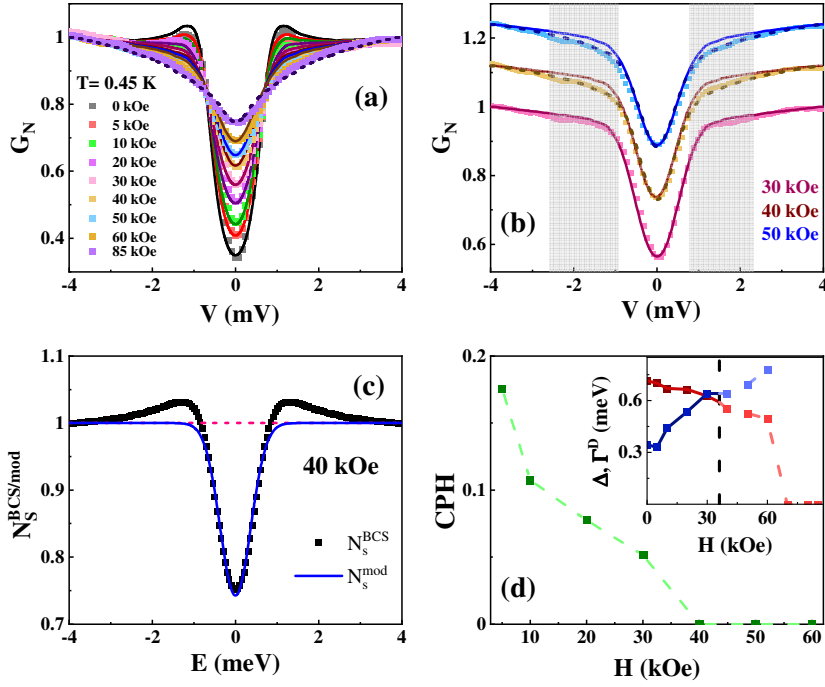 1
0.8
0.6
0.4
G_N
T= 0.45 K
0 kOe
5 kOe
10 kOe
20 kOe
30 kOe
40 kOe
50 kOe
60 kOe
85 kOe
(a)
-4 -2 0 2 4
V (mV)
1.2
1
0.8
0.6
G_N
(b)
30 kOe
40 kOe
50 kOe
-4 -2 0 2 4
V (mV)
1.1
1
0.9
0.8
0.7
N_S^BCS/mod
(c)
40 kOe
N_s^BCS
N_s^mod
-4 -2 0 2 4
E (meV)
0.2
0.1
0
CPH
0.6
0.3
Δ, Γ^D (meV)
0 30 60
H (kOe)
(d)
10 20 30 40 50 60
H (kOe)